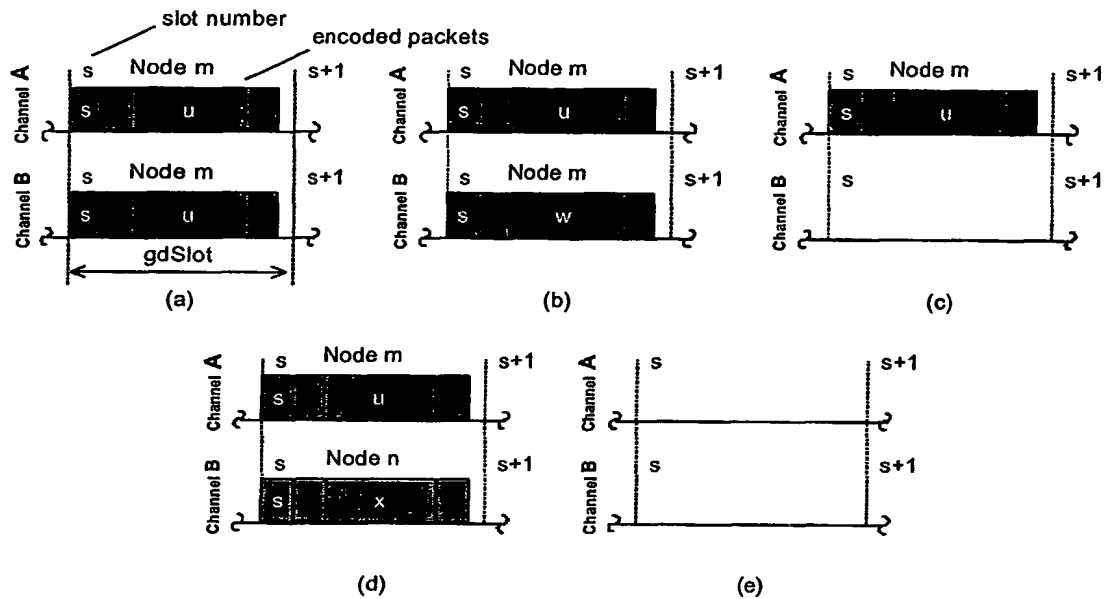 slot number
encoded packets
Channel A
s
Node m
s+1
s
u
Channel B
s
Node m
s+1
s
u
gdSlot
(a)
Channel A
s
Node m
s+1
s
u
Channel B
s
Node m
s+1
s
w
(b)
Channel A
s
Node m
s+1
s
u
Channel B
s
s+1
(c)
Channel A
s
Node m
s+1
s
u
Channel B
s
Node n
s+1
s
x
(d)
Channel A
s
s+1
Channel B
s
s+1
(e)